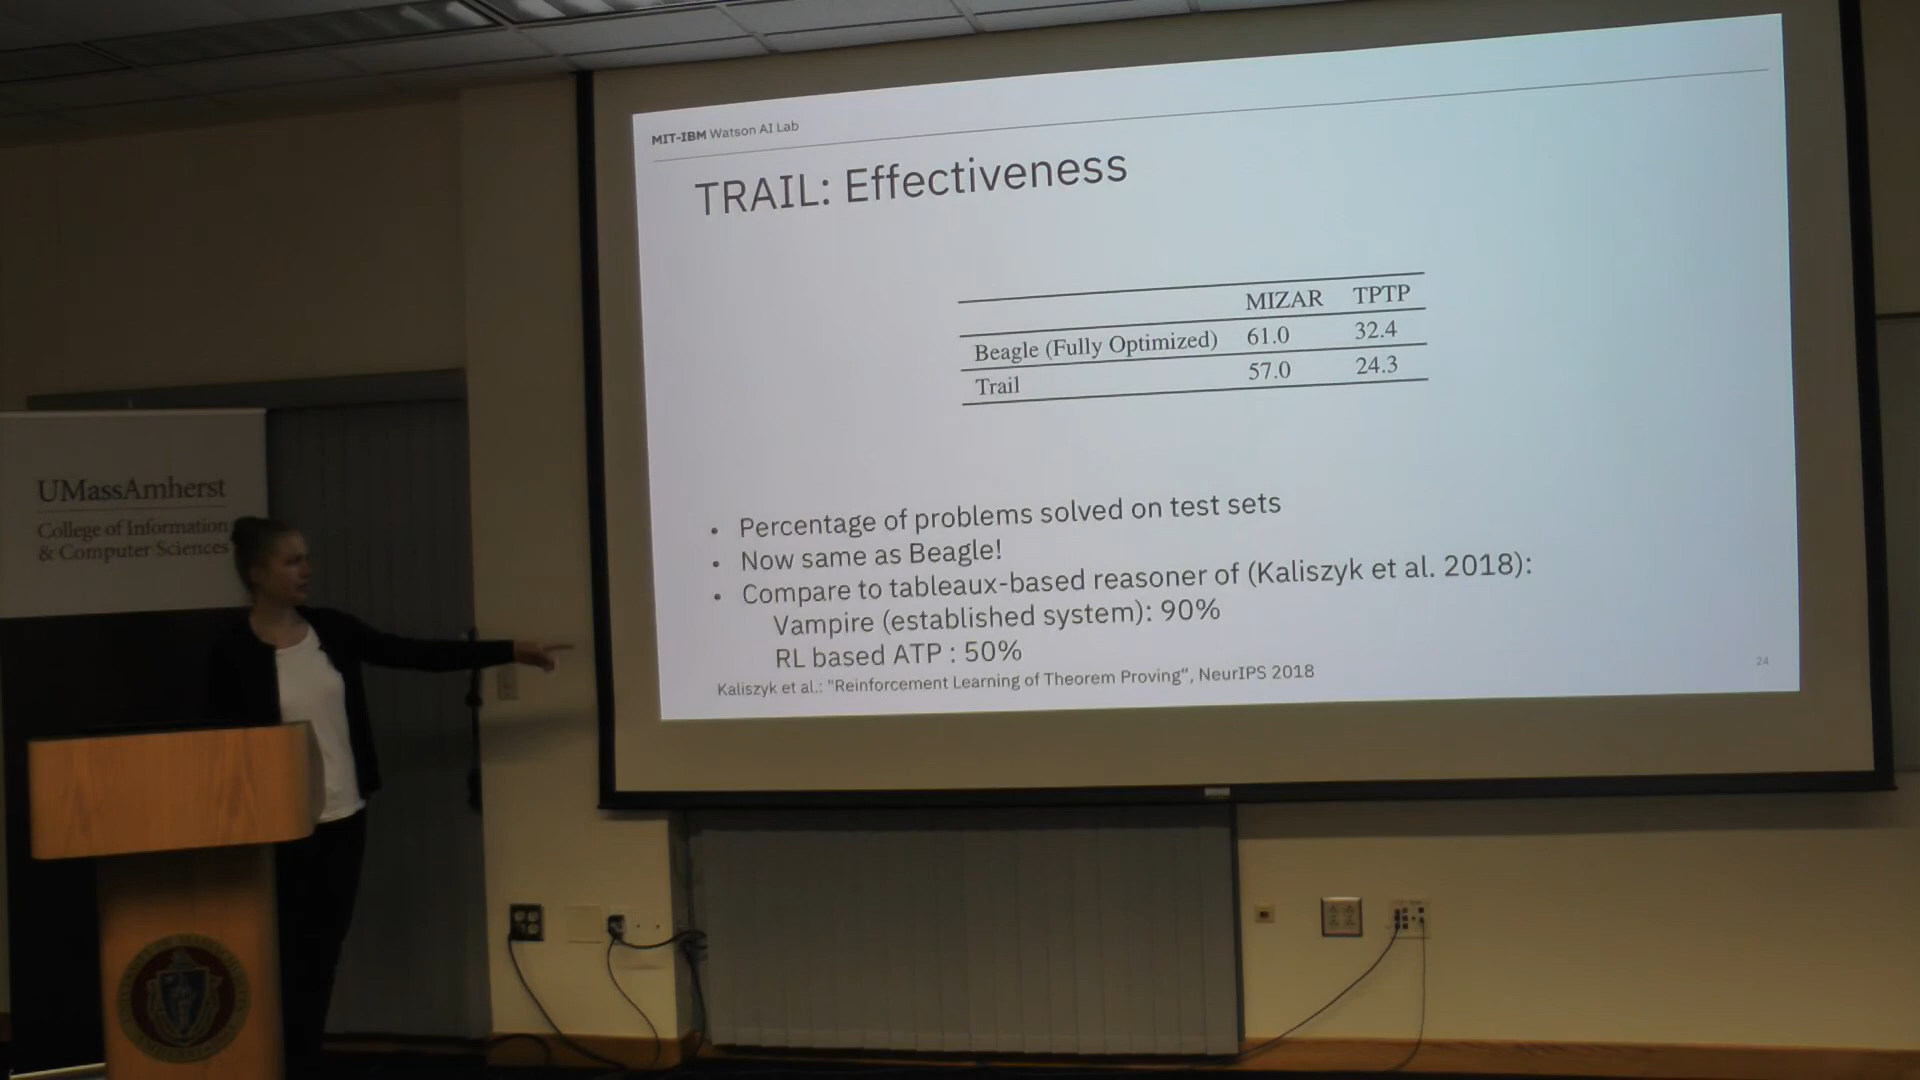 MIT-IBM Watson AI Lab
TRAIL: Effectiveness
MIZAR TPTP
Beagle (Fully Optimized) 61.0 32.4
Trail 57.0 24.3
• Percentage of problems solved on test sets
• Now same as Beagle!
• Compare to tableaux-based reasoner of (Kaliszyk et al. 2018):
Vampire (established system): 90%
RL based ATP : 50%
Kaliszyk et al.: "Reinforcement Learning of Theorem Proving", NeurIPS 2018
24
UMassAmherst
College of Information
& Computer Sciences